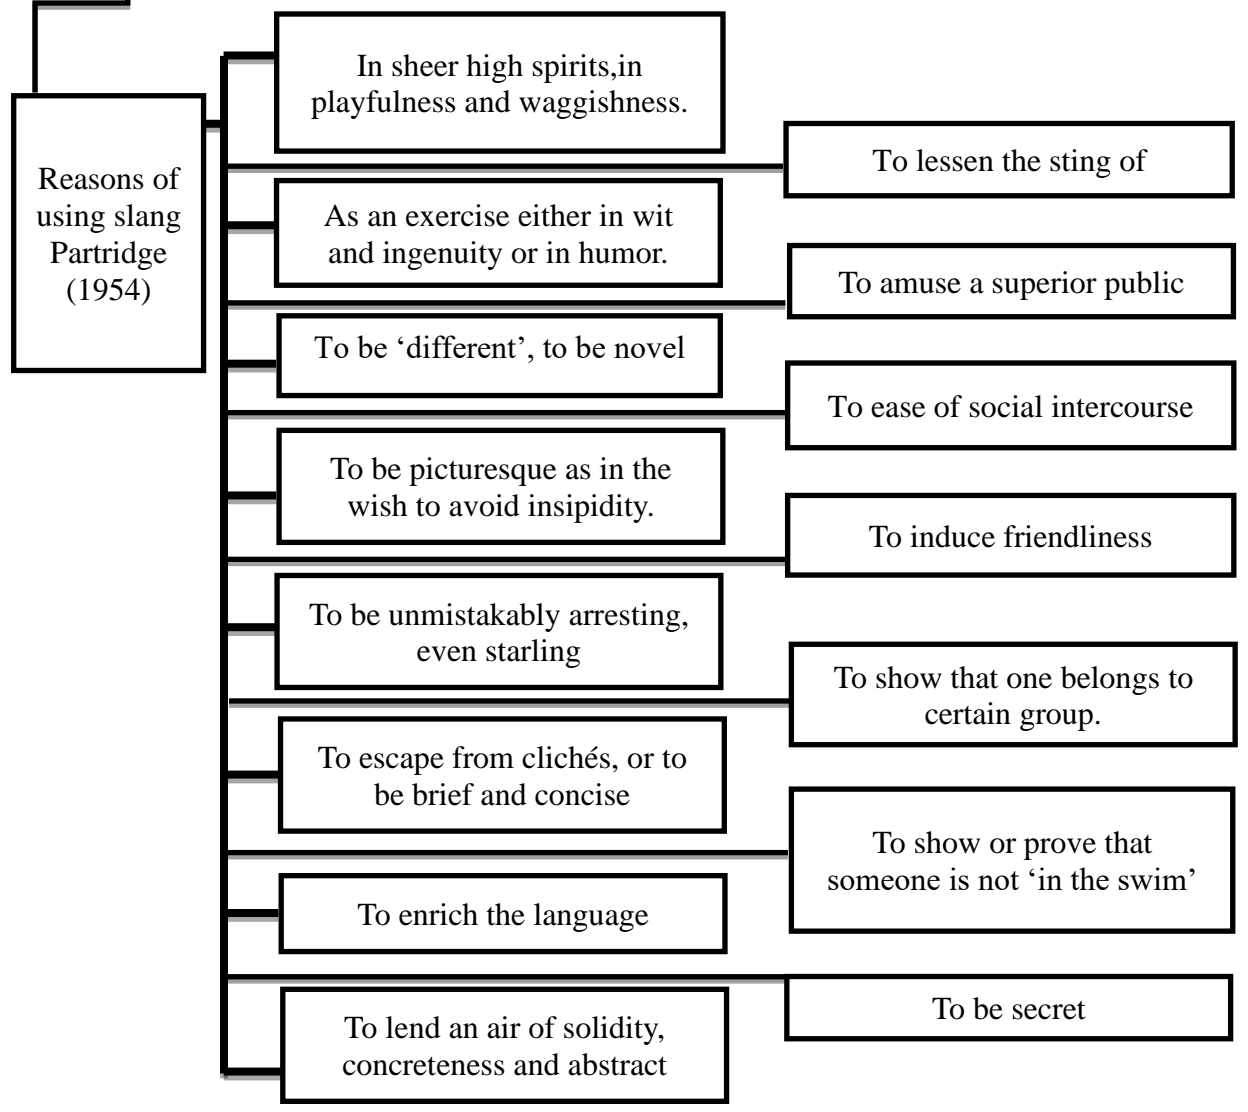 Reasons of
using slang
Partridge
(1954)
In sheer high spirits,in
playfulness and waggishness.
To lessen the sting of
As an exercise either in wit
and ingenuity or in humor.
To amuse a superior public
To be ‘different’, to be novel
To ease of social intercourse
To be picturesque as in the
wish to avoid insipidity.
To induce friendliness
To be unmistakably arresting,
even starling
To show that one belongs to
certain group.
To escape from clichés, or to
be brief and concise
To show or prove that
someone is not ‘in the swim’
To enrich the language
To be secret
To lend an air of solidity,
concreteness and abstract